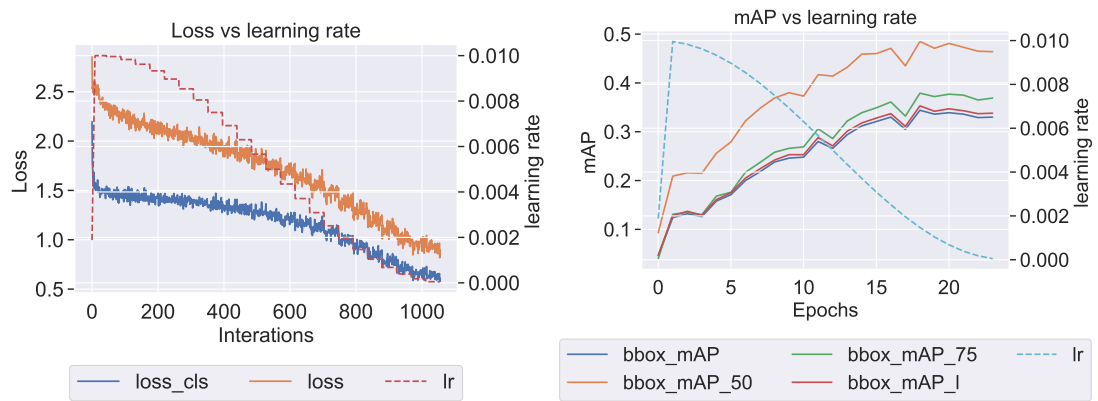 Loss vs learning rate
Loss
2.5
2.0
1.5
1.0
0.5
0.010
0.008
0.006
0.004
0.002
0.000
learning rate
0 200 400 600 800 1000
Interations
loss_cls loss lr
mAP vs learning rate
mAP
0.5
0.4
0.3
0.2
0.1
0.010
0.008
0.006
0.004
0.002
0.000
learning rate
0 5 10 15 20
Epochs
bbox_mAP bbox_mAP_75 lr
bbox_mAP_50 bbox_mAP_l